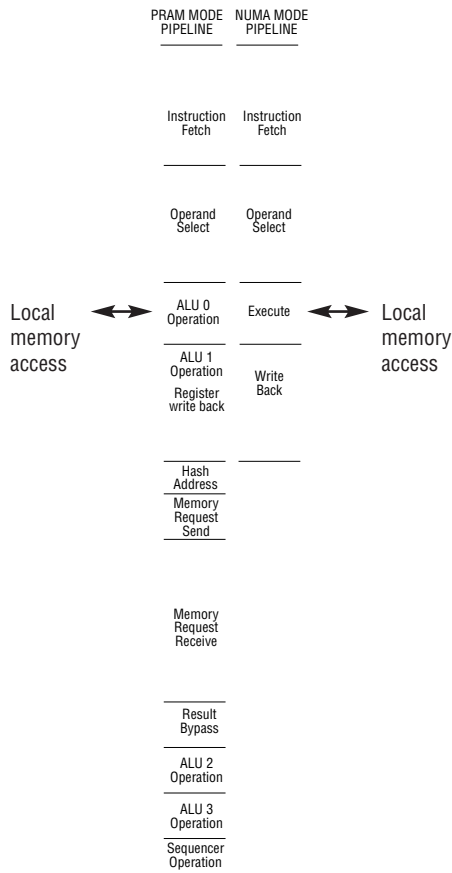 PRAM MODE PIPELINE
NUMA MODE PIPELINE
Instruction Fetch
Instruction Fetch
Operand Select
Operand Select
Local memory access
ALU 0 Operation
Execute
Local memory access
ALU 1 Operation
Register write back
Write Back
Hash Address
Memory Request Send
Memory Request Receive
Result Bypass
ALU 2 Operation
ALU 3 Operation
Sequencer Operation